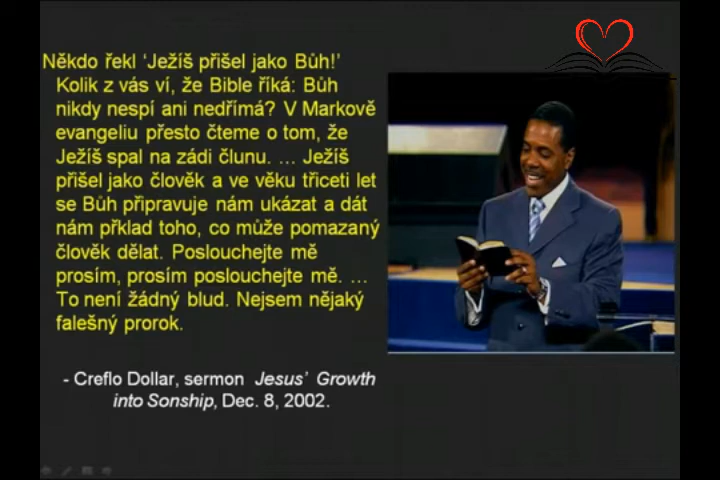 Někdo řekl ‘Ježíš přišel jako Bůh!’
Kolik z vás ví, že Bible říká: Bůh
nikdy nespí ani nedřímá? V Markově
evangeliu přesto čteme o tom, že
Ježíš spal na zádi člunu. ... Ježíš
přišel jako člověk a ve věku třiceti let
se Bůh připravuje nám ukázat a dát
nám přklad toho, co může pomazaný
člověk dělat. Poslouchejte mě
prosím, prosím poslouchejte mě. ...
To není žádný blud. Nejsem nějaký
falešný prorok.
- Creflo Dollar, sermon Jesus’ Growth
into Sonship, Dec. 8, 2002.